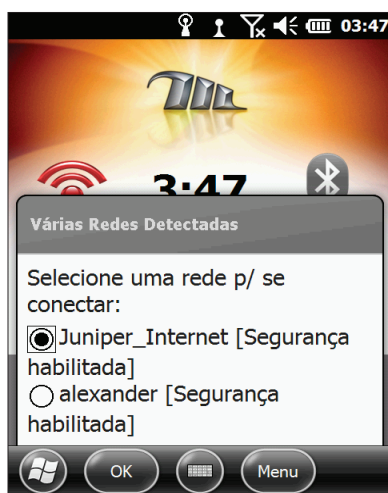 03:47
3:47
Várias Redes Detectadas
Selecione uma rede p/ se
conectar:
Juniper_Internet [Segurança
habilitada]
alexander [Segurança
habilitada]
OK
Menu